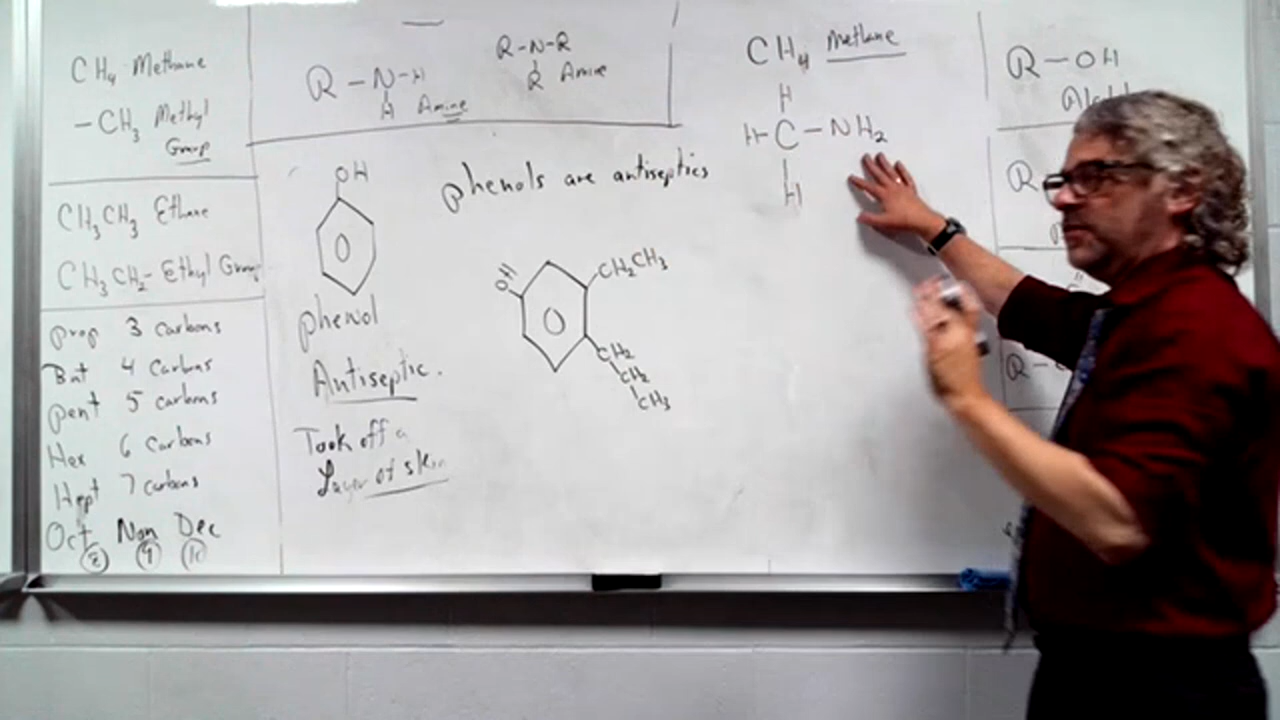 CH4 Methane
-CH3 Methyl
Group
CH3CH3 Ethane
CH3CH2- Ethyl Group
Prop 3 Carbons
But 4 Carbons
Pent 5 carbons
Hex 6 Carbons
Hept 7 carbons
Oct Non Dec
8 9 10
R-N-H
H Amine
R-N-R
R Amine
OH
phenol
Antiseptic.
Took off a
Layer of skin
phenols are antiseptics
OH
CH2CH3
CH2
CH2
CH3
CH4 Methane
H
H-C-NH2
H
R-OH
R
R-